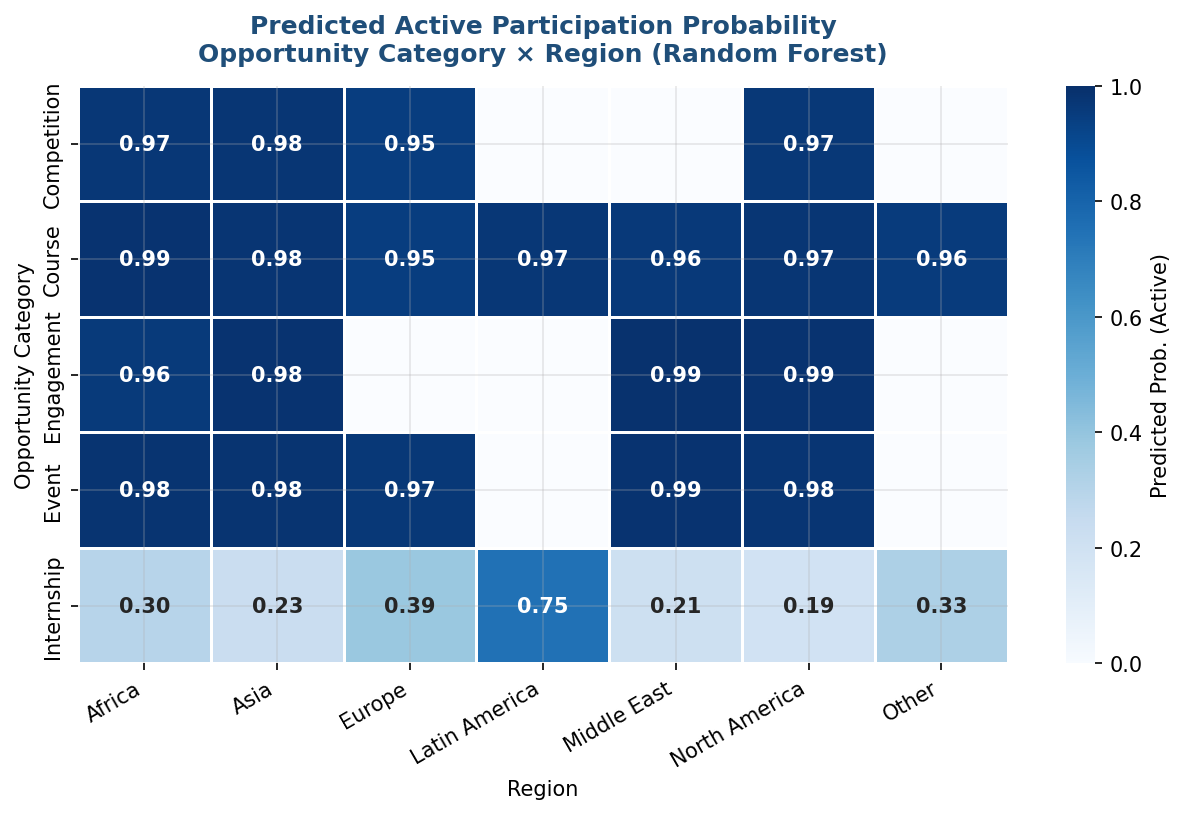 Predicted Active Participation Probability
Opportunity Category × Region (Random Forest)
Opportunity Category
Competition
0.97 0.98 0.95 0.97
Course
0.99 0.98 0.95 0.97 0.96 0.97 0.96
Engagement
0.96 0.98 0.99 0.99
Event
0.98 0.98 0.97 0.99 0.98
Internship
0.30 0.23 0.39 0.75 0.21 0.19 0.33
Africa Asia Europe Latin America Middle East North America Other
Region
1.0
0.8
0.6
0.4
0.2
0.0
Predicted Prob. (Active)